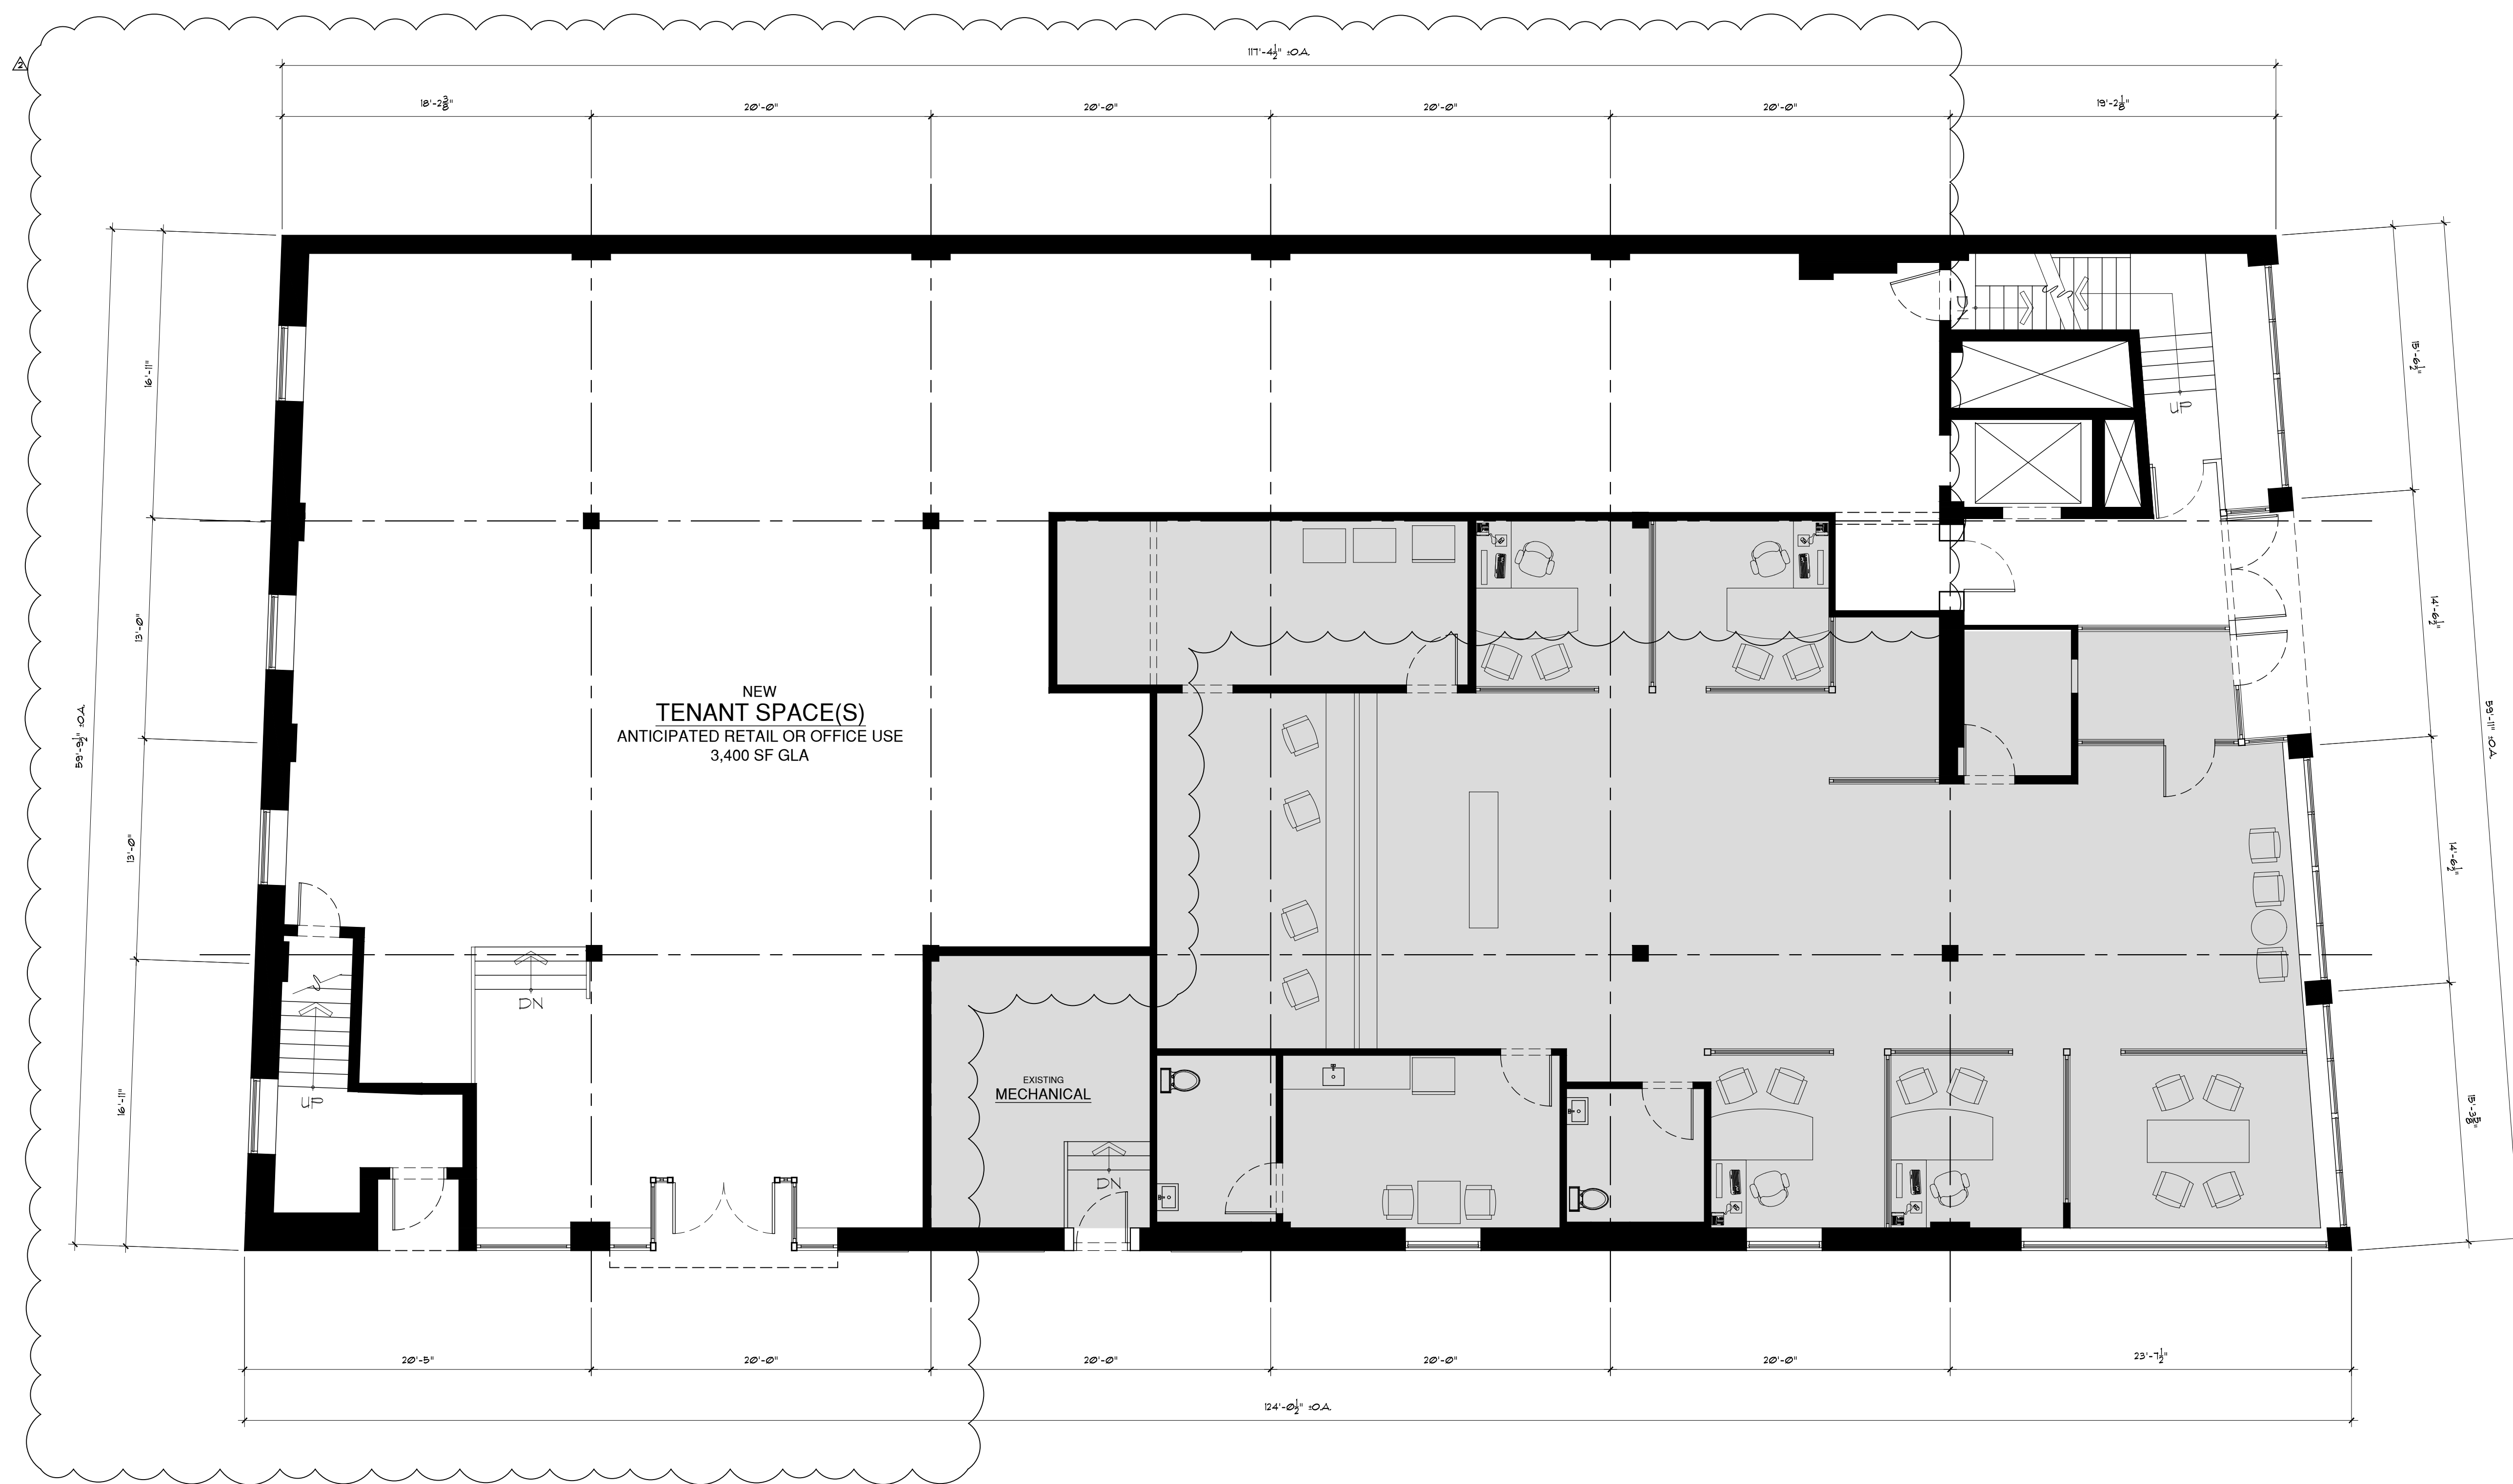 117'-4½" ±O.A.
2
18'-2⅜"
20'-0"
20'-0"
20'-0"
20'-0"
19'-2⅛"
16'-11"
13'-0"
13'-0"
16'-11"
59'-9½" ±O.A.
DN
UP
15'-6½"
14'-6½"
14'-6½"
15'-3⅝"
59'-11" ±O.A.
NEW
TENANT SPACE(S)
ANTICIPATED RETAIL OR OFFICE USE
3,400 SF GLA
DN
UP
EXISTING
MECHANICAL
DN
20'-5"
20'-0"
20'-0"
20'-0"
20'-0"
23'-7½"
124'-0½" ±O.A.